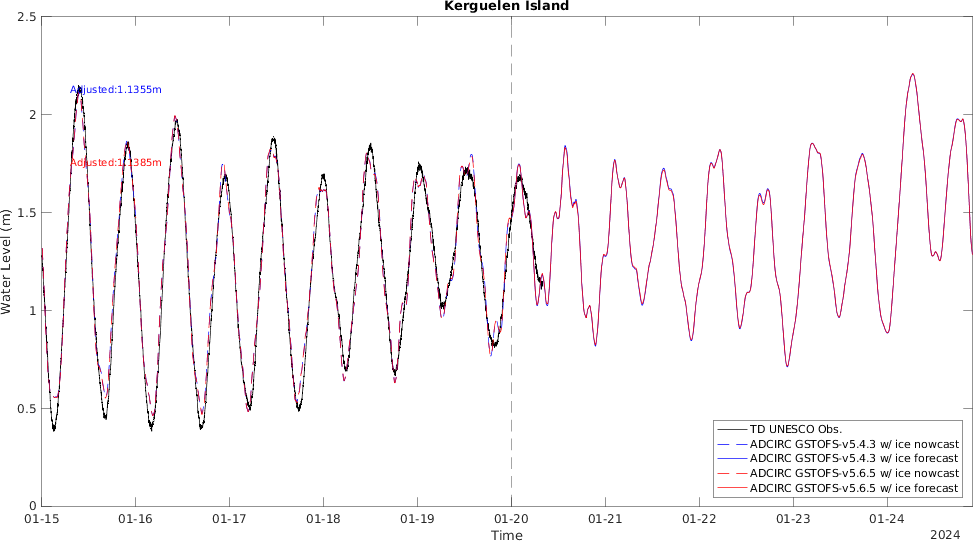 Kerguelen Island
2.5
2
1.5
1
0.5
0
Water Level (m)
Adjusted:1.1355m
Adjusted:1.1385m
TD UNESCO Obs.
ADCIRC GSTOFS-v5.4.3 w/ ice nowcast
ADCIRC GSTOFS-v5.4.3 w/ ice forecast
ADCIRC GSTOFS-v5.6.5 w/ ice nowcast
ADCIRC GSTOFS-v5.6.5 w/ ice forecast
01-15 01-16 01-17 01-18 01-19 01-20 01-21 01-22 01-23 01-24
Time
2024